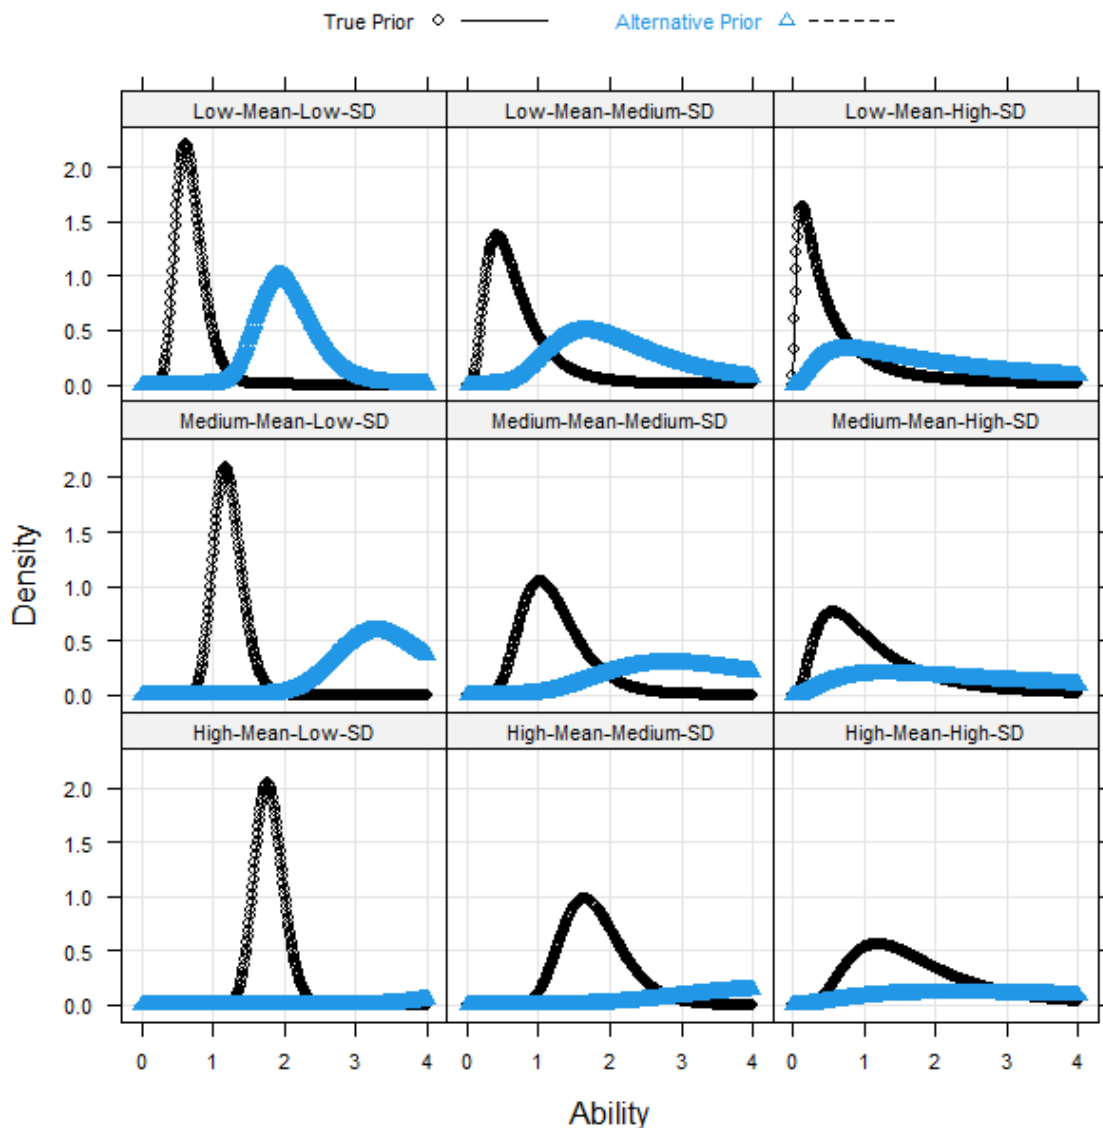 True Prior Alternative Prior
Low-Mean-Low-SD Low-Mean-Medium-SD Low-Mean-High-SD
2.0
1.5
1.0
0.5
0.0
Medium-Mean-Low-SD Medium-Mean-Medium-SD Medium-Mean-High-SD
2.0
1.5
1.0
0.5
0.0
High-Mean-Low-SD High-Mean-Medium-SD High-Mean-High-SD
2.0
1.5
1.0
0.5
0.0
0 1 2 3 4 0 1 2 3 4 0 1 2 3 4
Density
Ability